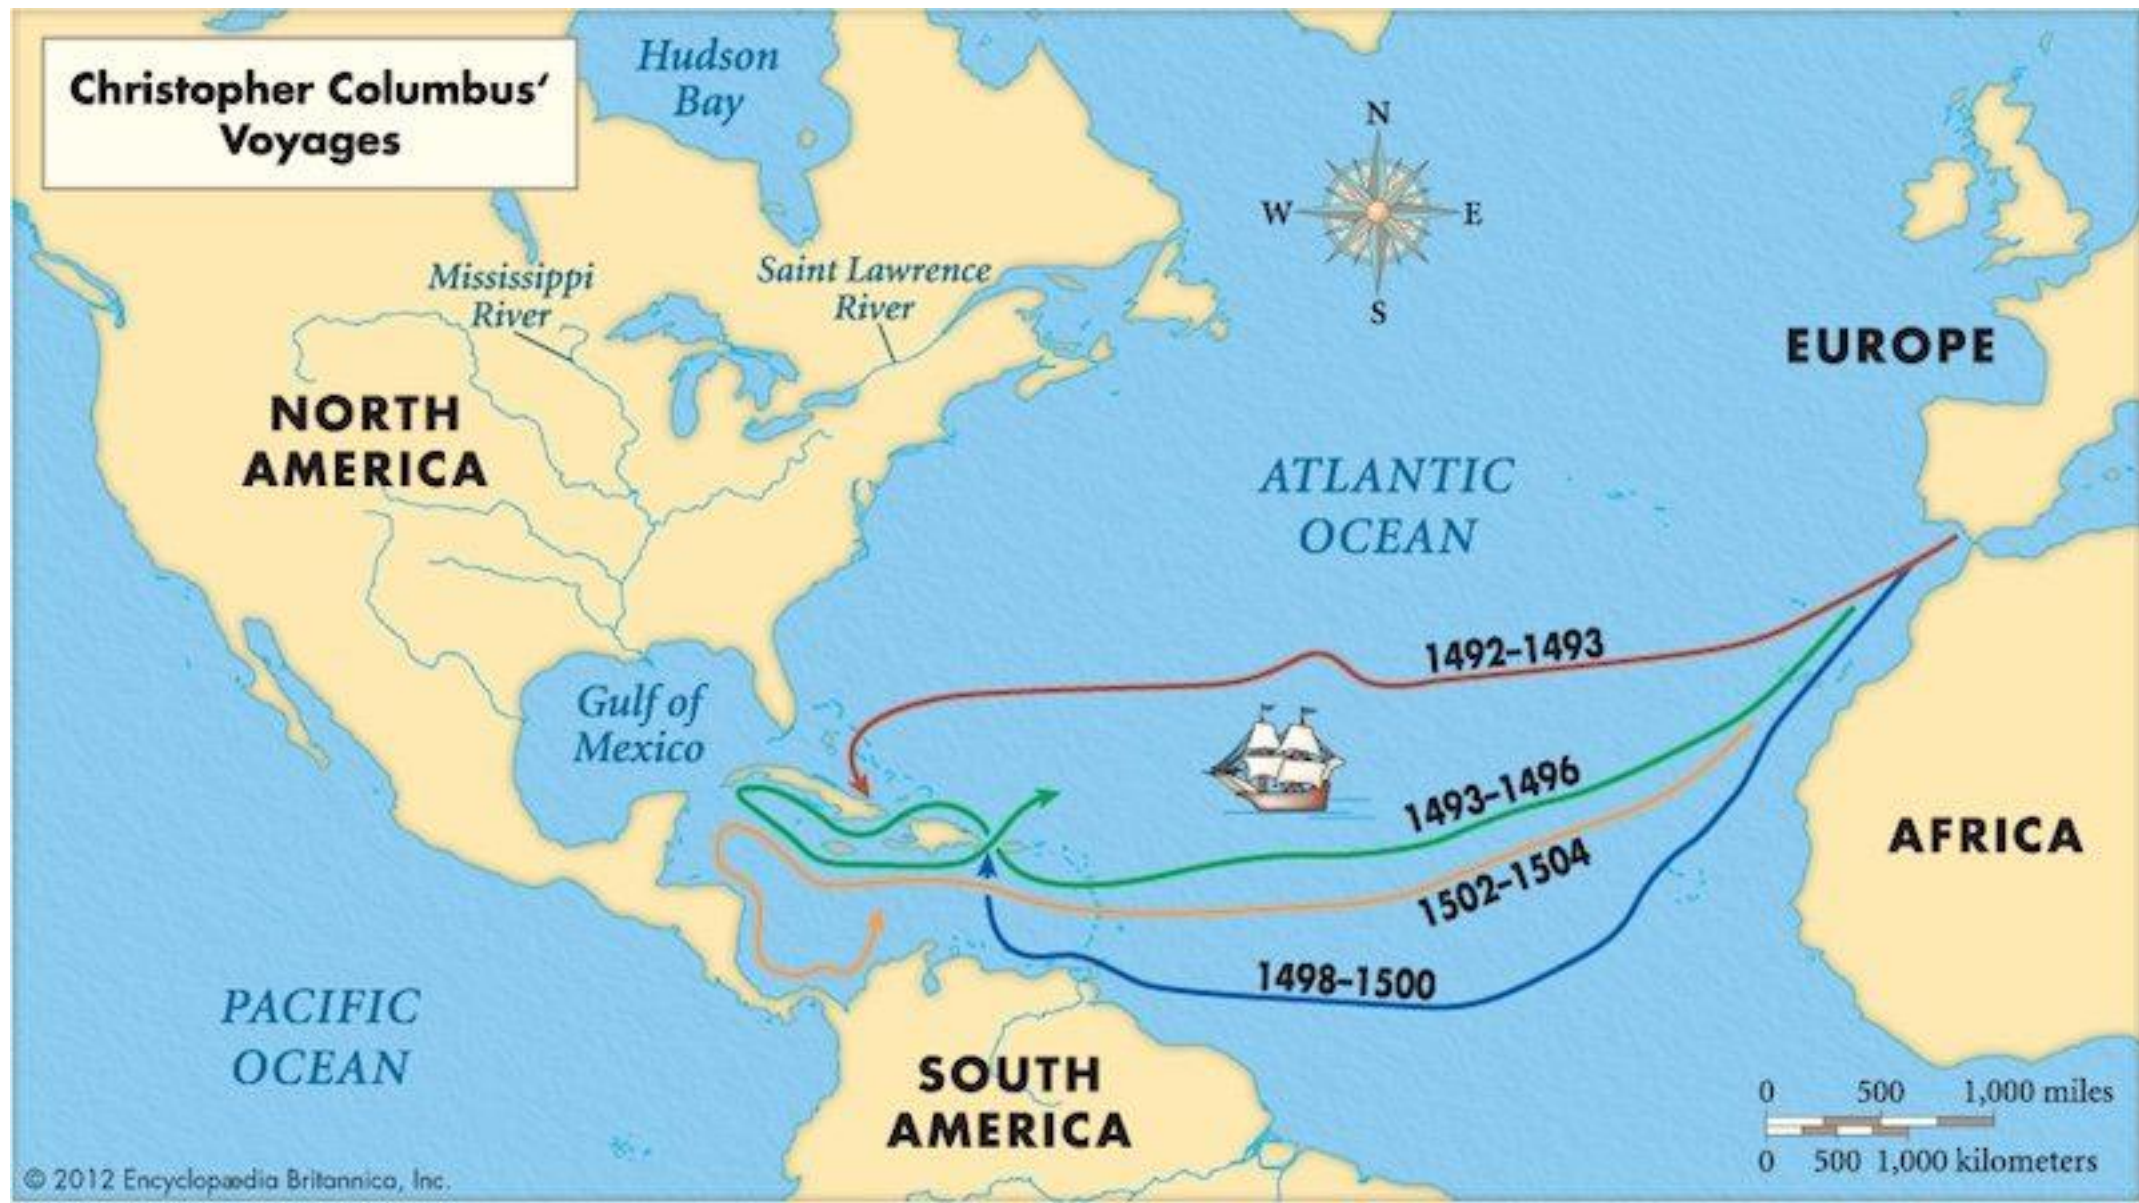 Christopher Columbus‘
Voyages
Hudson
Bay
N
W
E
S
Mississippi
River
Saint Lawrence
River
EUROPE
NORTH
AMERICA
ATLANTIC
OCEAN
1492–1493
Gulf of
Mexico
1493–1496
AFRICA
1502–1504
1498–1500
PACIFIC
OCEAN
SOUTH
AMERICA
0 500 1,000 miles
0 500 1,000 kilometers
© 2012 Encyclopædia Britannica, Inc.